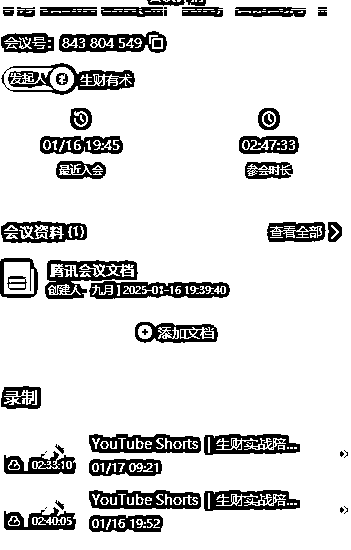 会议号：843 804 549
发起人 生财有术
01/16 19:45 02:47:33
最近入会 参会时长
会议资料 (1) 查看全部
腾讯会议文档
创建人- 九月】2025-01-16 19:39:40
添加文档
录制
YouTube Shorts | 生财实战陪...
02:33:10 01/17 09:21
YouTube Shorts | 生财实战陪...
02:40:05 01/16 19:52